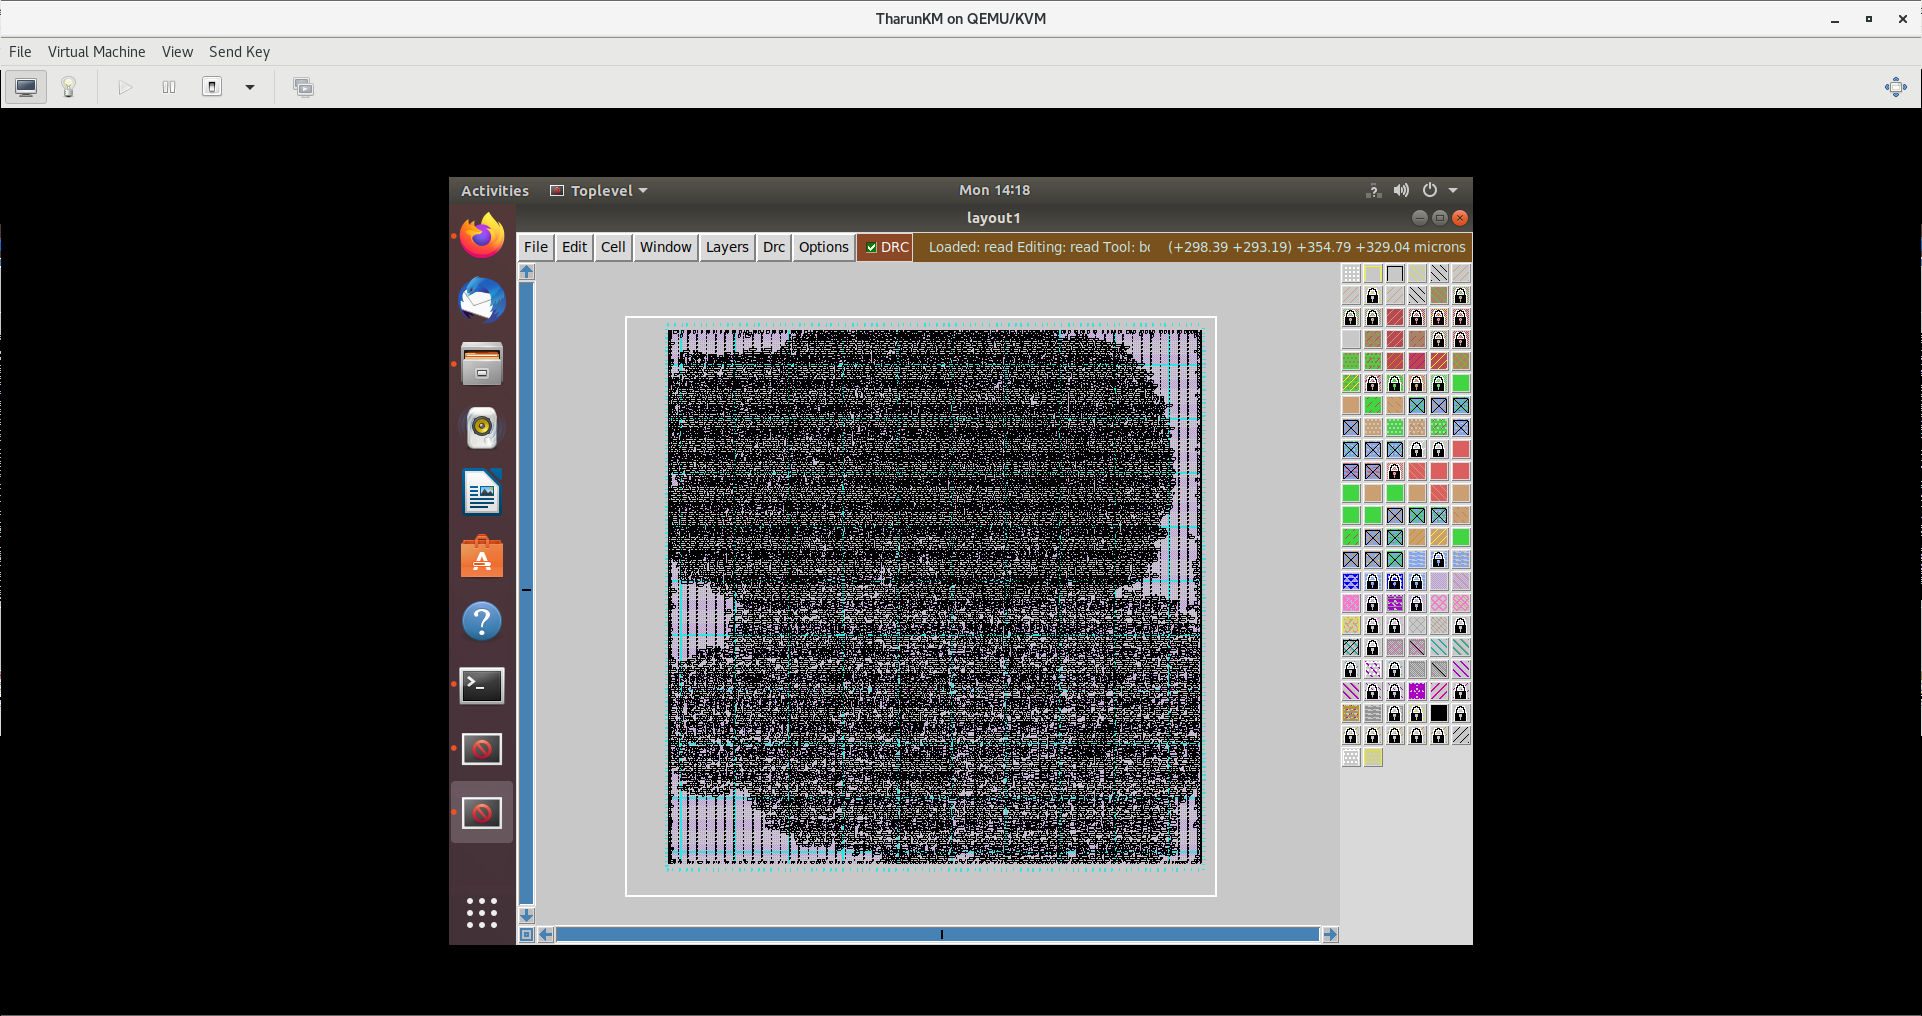 TharunKM on QEMU/KVM
File Virtual Machine View Send Key
Activities Toplevel Mon 14:18
layout1
File Edit Cell Window Layers Drc Options DRC Loaded: read Editing: read Tool: bo (+298.39 +293.19) +354.79 +329.04 microns